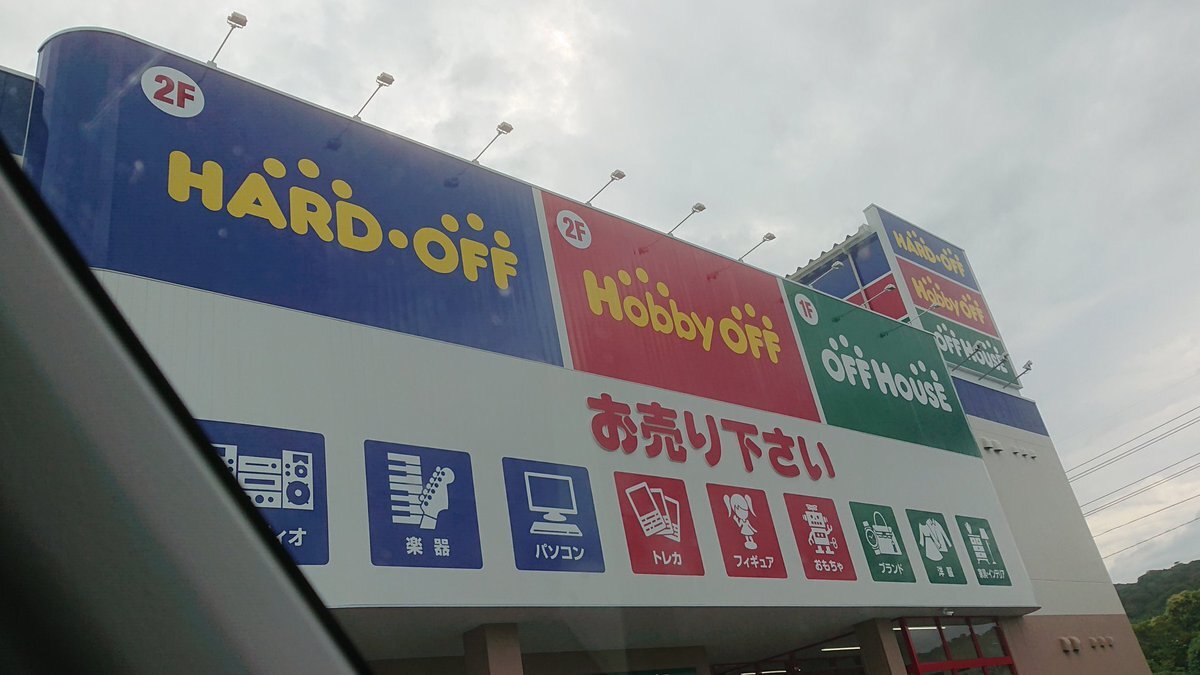 2F
HARD・OFF
2F
Hobby OFF
1F
OFF HOUSE
HARD・OFF
Hobby OFF
OFF HOUSE
お売り下さい
ィオ
楽器
パソコン
トレカ
フィギュア
おもちゃ
ブランド
洋服